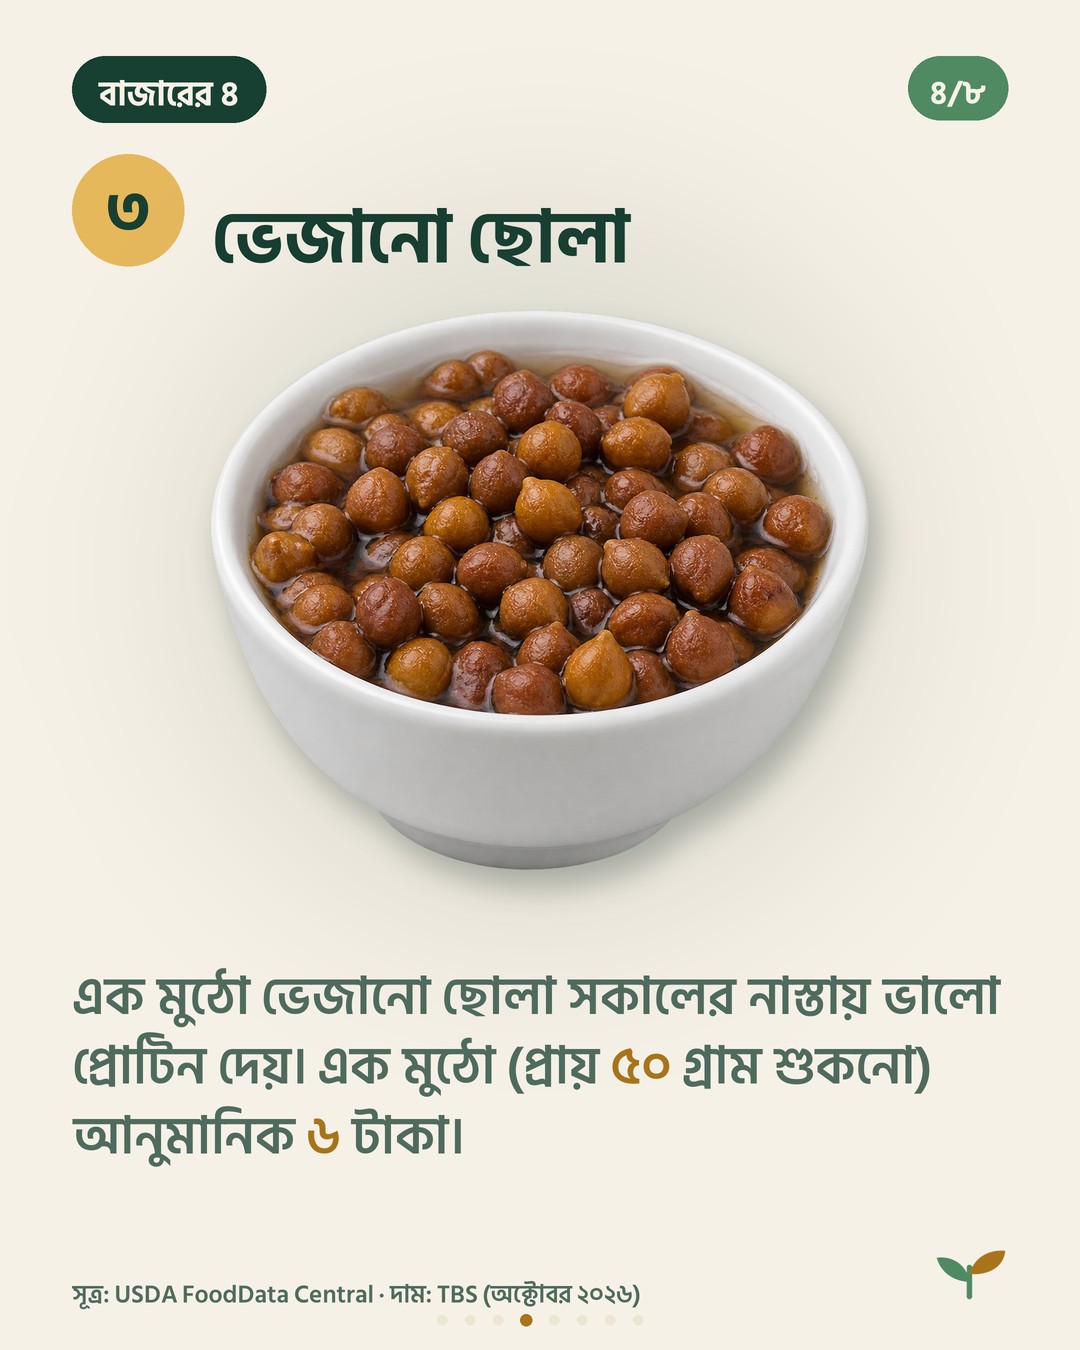 বাজারের ৪
৪/৮
৩
ভেজানো ছোলা
এক মুঠো ভেজানো ছোলা সকালের নাস্তায় ভালো
প্রোটিন দেয়। এক মুঠো (প্রায় ৫০ গ্রাম শুকনো)
আনুমানিক ৬ টাকা।
সূত্র: USDA FoodData Central · দাম: TBS (অক্টোবর ২০২৬)